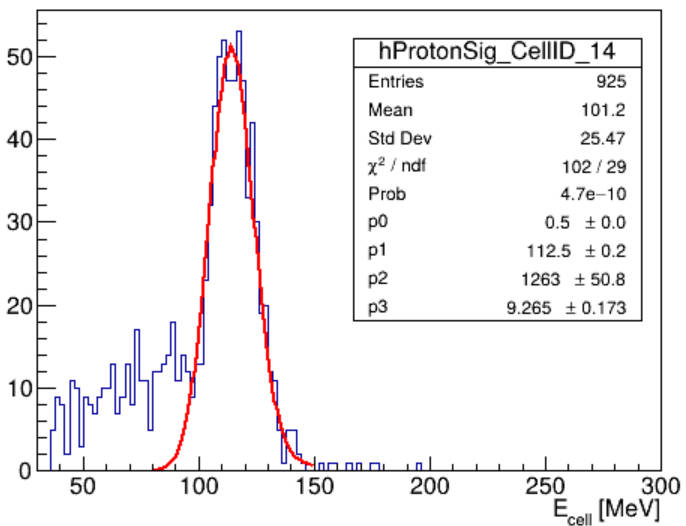 hProtonSig_CellID_14
Entries 925
Mean 101.2
Std Dev 25.47
χ² / ndf 102 / 29
Prob 4.7e−10
p0 0.5 ± 0.0
p1 112.5 ± 0.2
p2 1263 ± 50.8
p3 9.265 ± 0.173
50
40
30
20
10
0
50 100 150 200 250 300
E_cell [MeV]